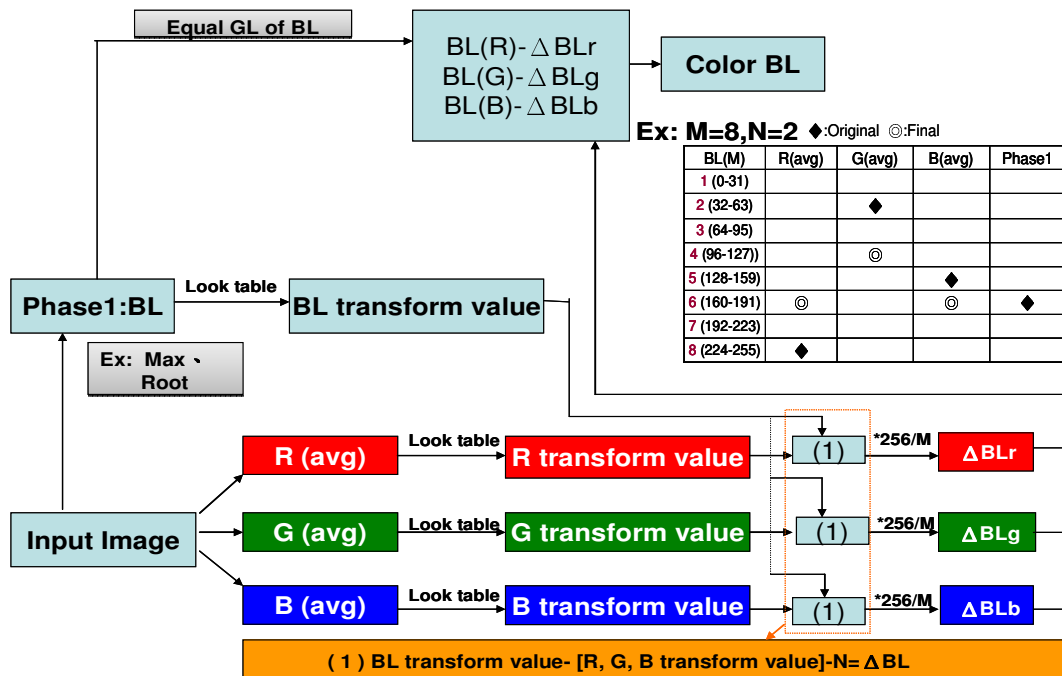 Equal GL of BL
BL(R)-△BLr
BL(G)-△BLg
BL(B)-△BLb
Color BL
Ex: M=8,N=2 ◆:Original ◎:Final
BL(M) R(avg) G(avg) B(avg) Phase1
1 (0-31)
2 (32-63) ◆
3 (64-95)
4 (96-127)) ◎
5 (128-159) ◆
6 (160-191) ◎ ◎ ◆
7 (192-223)
8 (224-255) ◆
Phase1:BL
Look table
BL transform value
Ex: Max、
Root
R (avg)
Look table
R transform value
(1)
*256/M
ΔBLr
Input Image
G (avg)
Look table
G transform value
(1)
*256/M
ΔBLg
B (avg)
Look table
B transform value
(1)
*256/M
ΔBLb
( 1 ) BL transform value- [R, G, B transform value]-N= △BL